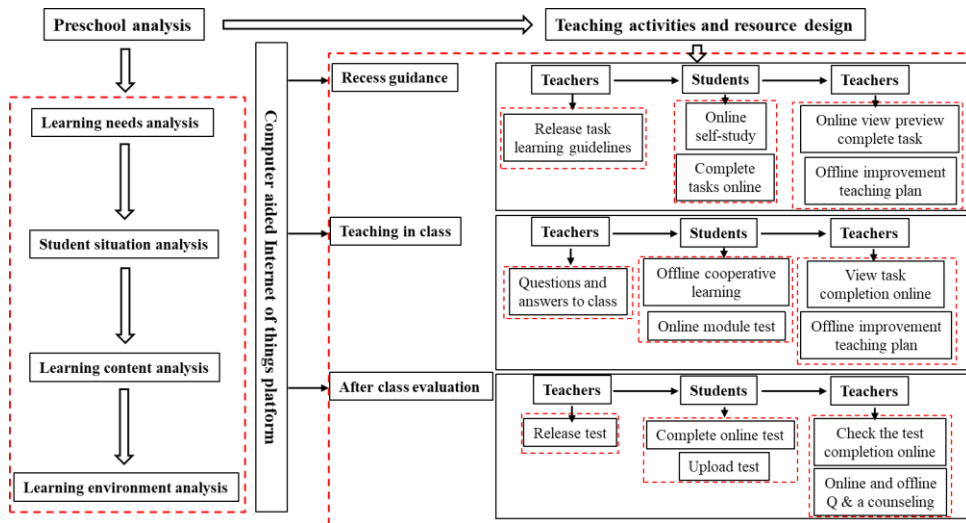 Preschool analysis
Teaching activities and resource design
Learning needs analysis
Student situation analysis
Learning content analysis
Learning environment analysis
Computer aided Internet of things platform
Recess guidance
Teachers
Students
Teachers
Release task
learning guidelines
Online
self-study
Complete
tasks online
Online view preview
complete task
Offline improvement
teaching plan
Teaching in class
Teachers
Students
Teachers
Questions and
answers to class
Offline cooperative
learning
Online module test
View task
completion online
Offline improvement
teaching plan
After class evaluation
Teachers
Students
Teachers
Release test
Complete online test
Upload test
Check the test
completion online
Online and offline
Q & a counseling